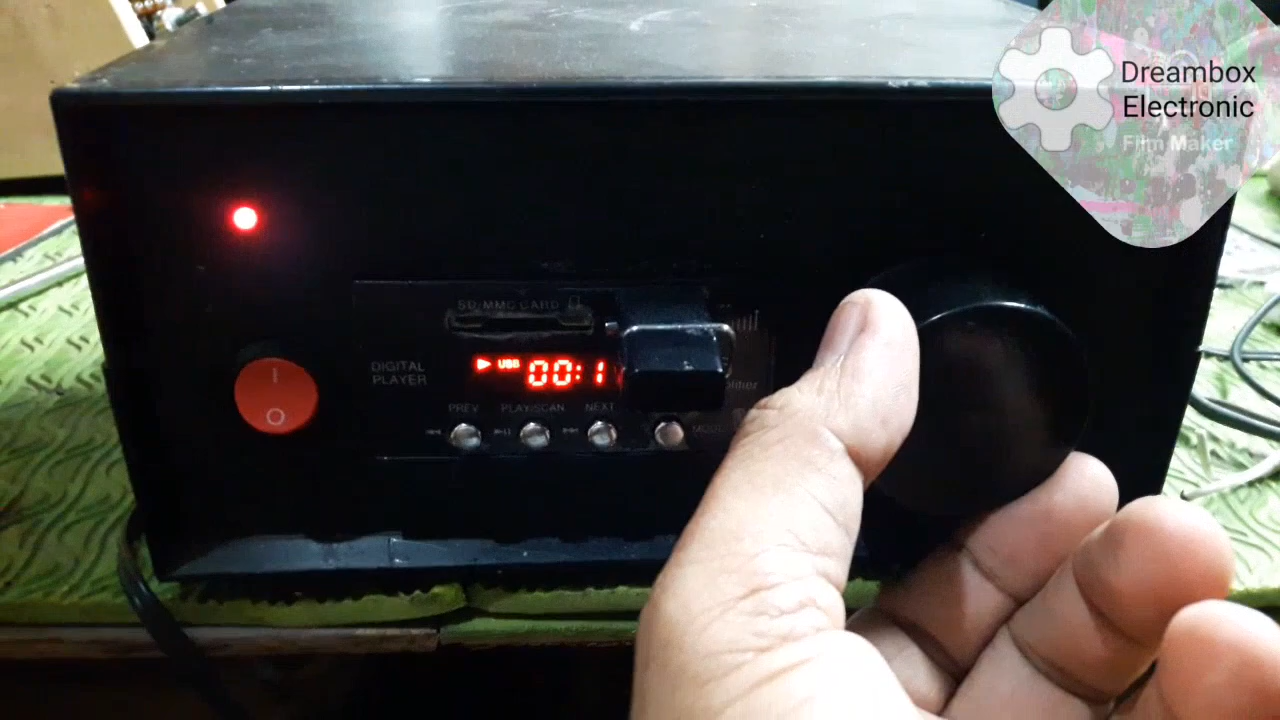 Dreambox
Electronic
Film Maker
SD/MMC CARD
DIGITAL
PLAYER
USB
00:1
PREV
PLAY/SCAN
NEXT